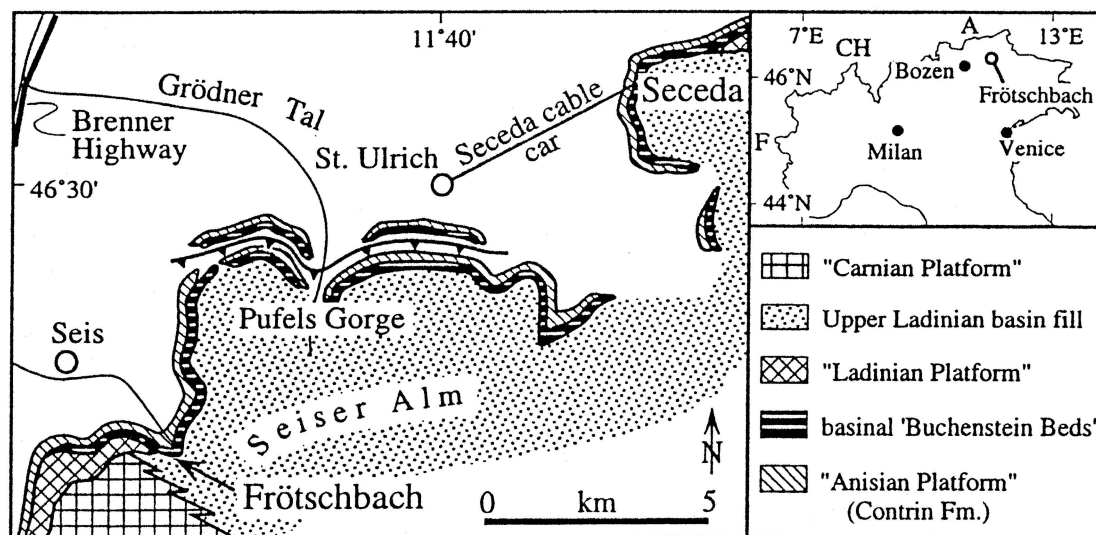 11°40'
Grödner Tal
Brenner
Highway
St. Ulrich
Seceda cable
car
Seceda
46°30'
Pufels Gorge
Seis
Seiser Alm
Frötschbach
N
0 km 5
7°E
A
13°E
CH
46°N
Bozen
Frötschbach
F
Milan
Venice
44°N
"Carnian Platform"
Upper Ladinian basin fill
"Ladinian Platform"
basinal 'Buchenstein Beds'
"Anisian Platform"
(Contrin Fm.)